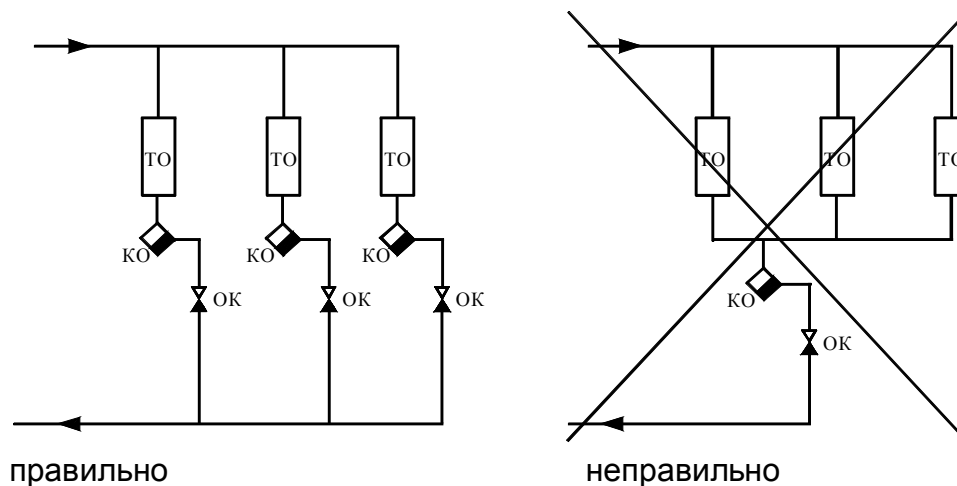 ТО ТО ТО ТО ТО ТО
КО КО КО
ОК ОК ОК КО
ОК
правильно неправильно